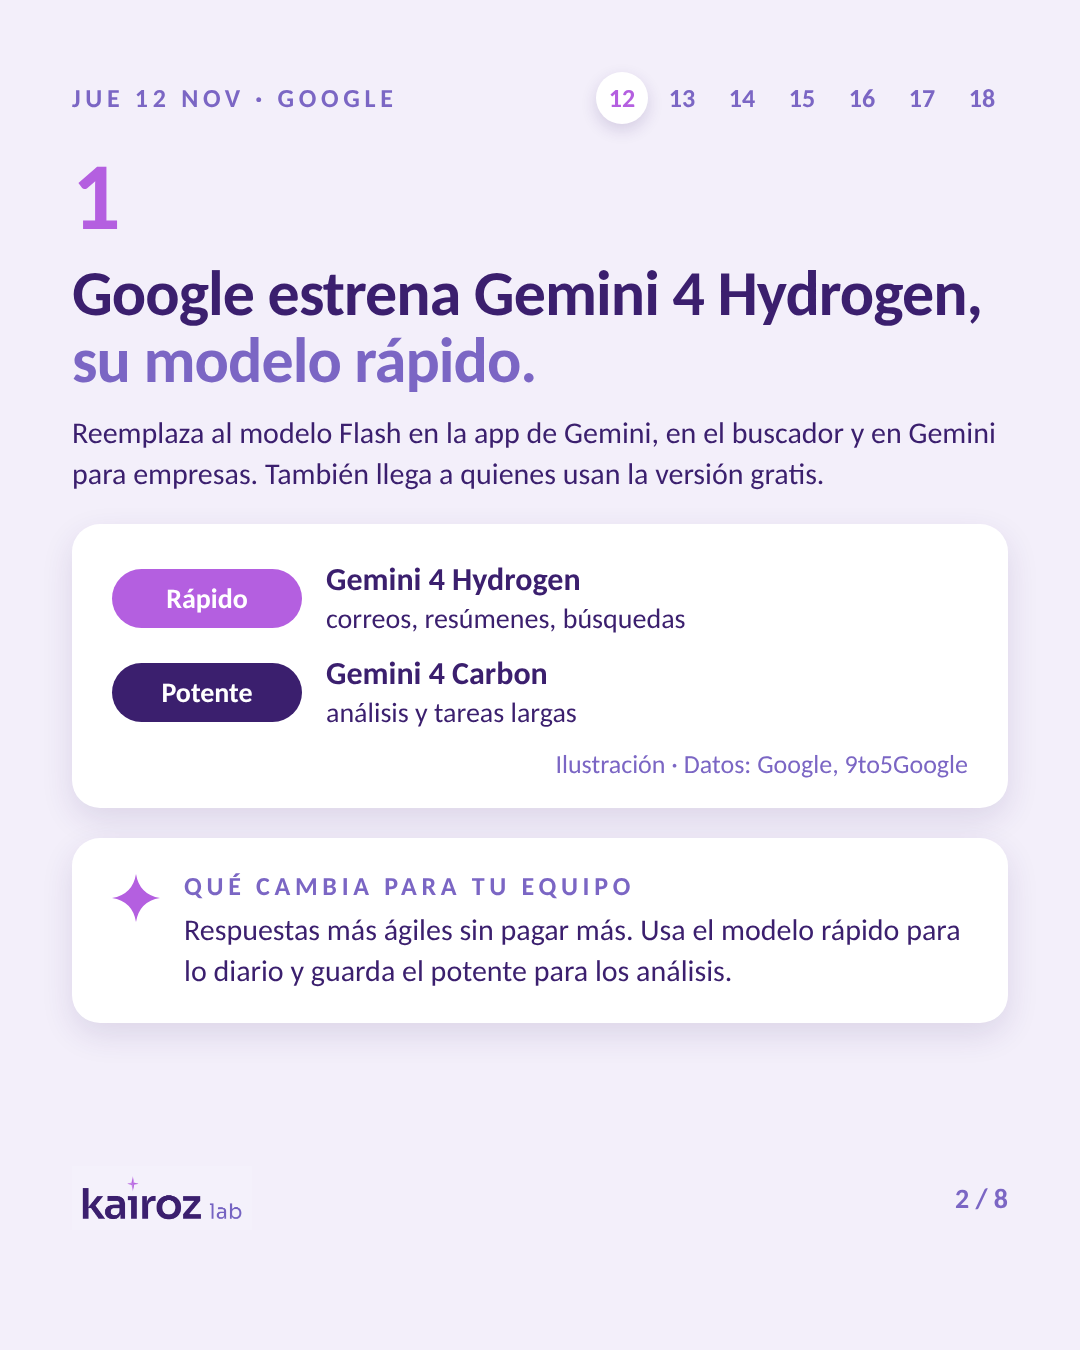 JUE 12 NOV · GOOGLE
12 13 14 15 16 17 18
1
Google estrena Gemini 4 Hydrogen,
su modelo rápido.
Reemplaza al modelo Flash en la app de Gemini, en el buscador y en Gemini
para empresas. También llega a quienes usan la versión gratis.
Rápido
Gemini 4 Hydrogen
correos, resúmenes, búsquedas
Potente
Gemini 4 Carbon
análisis y tareas largas
Ilustración · Datos: Google, 9to5Google
QUÉ CAMBIA PARA TU EQUIPO
Respuestas más ágiles sin pagar más. Usa el modelo rápido para
lo diario y guarda el potente para los análisis.
kairoz lab
2 / 8